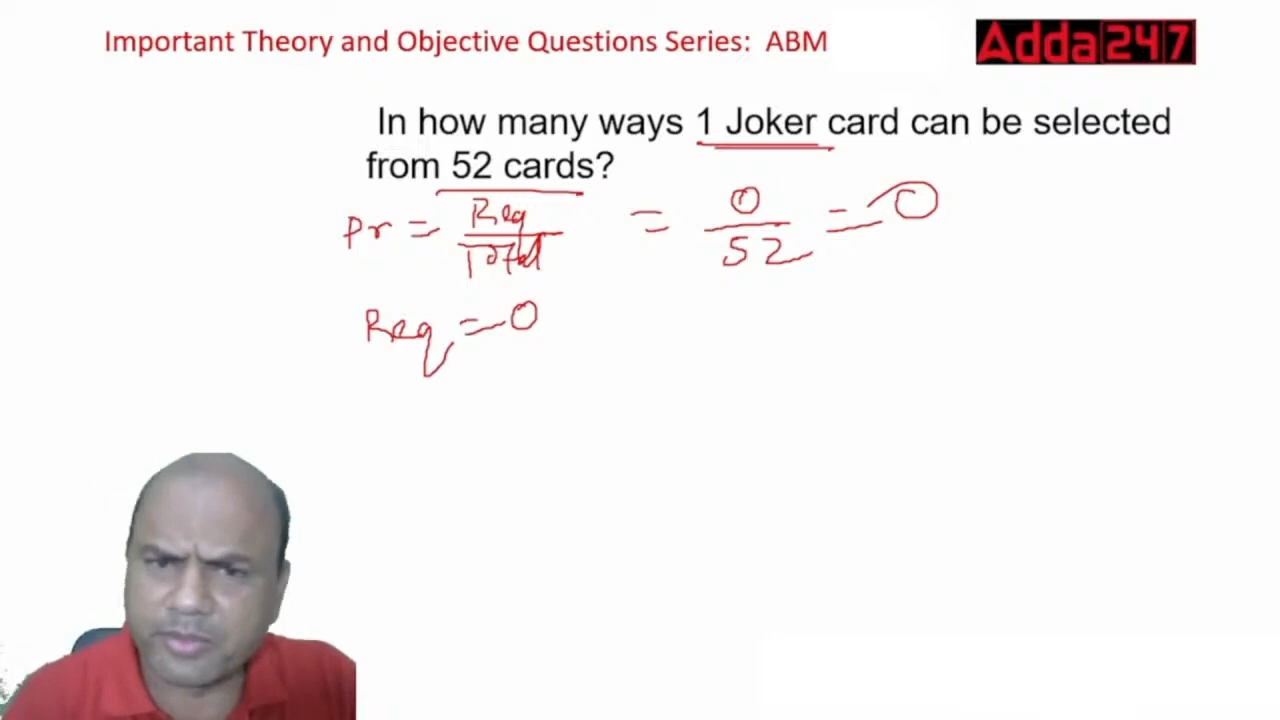 Important Theory and Objective Questions Series: ABM
Adda247
In how many ways 1 Joker card can be selected
from 52 cards?
Pr = Req / Total = 0 / 52 = 0
Req = 0